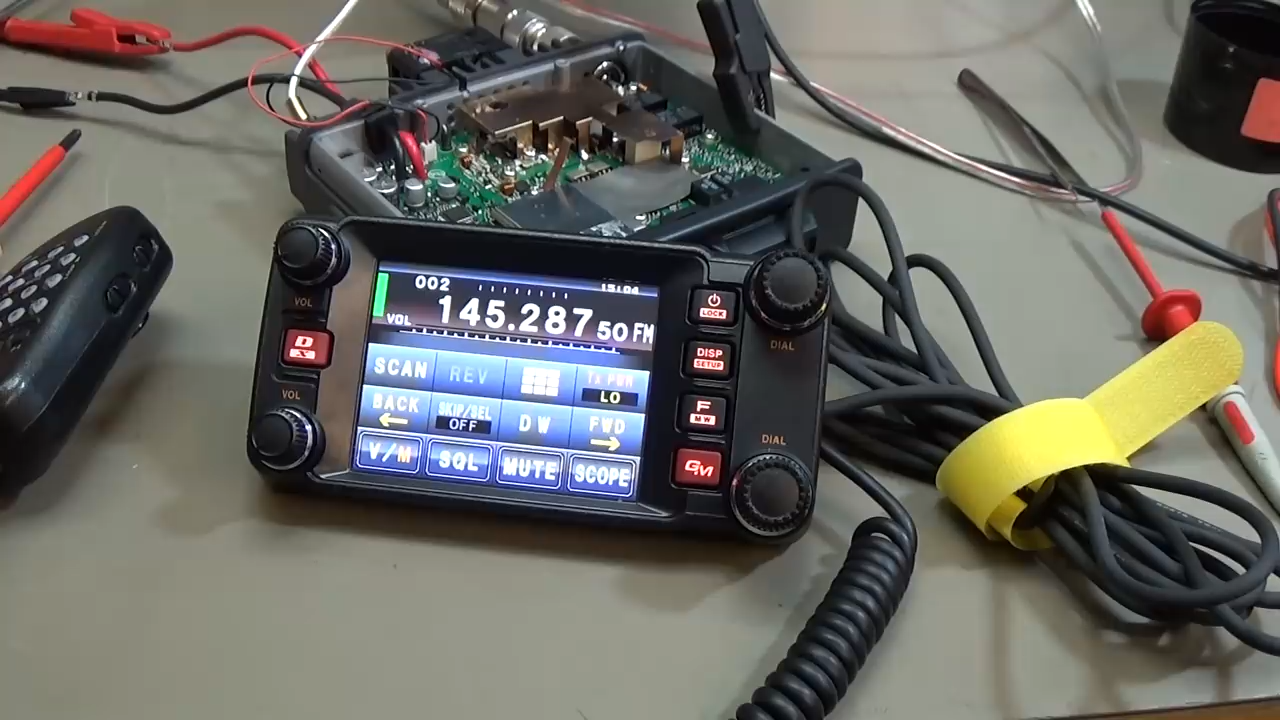 002 15:04
VOL 145.287 50 FM
SCAN REV TX PWR LO
BACK SKIP/SEL OFF DW FWD
V/M SQL MUTE SCOPE
VOL
D X
VOL
LOCK
DISP SETUP
F MW
GM
DIAL
DIAL